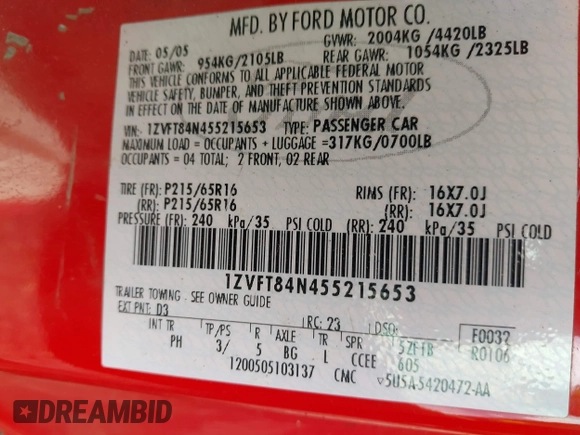 MFD. BY FORD MOTOR CO.
DATE: 05/05 GVWR: 2004KG /4420LB
FRONT GAWR: 954KG/2105LB REAR GAWR: 1054KG /2325LB
THIS VEHICLE CONFORMS TO ALL APPLICABLE FEDERAL MOTOR
VEHICLE SAFETY, BUMPER, AND THEFT PREVENTION STANDARDS
IN EFFECT ON THE DATE OF MANUFACTURE SHOWN ABOVE.
VIN: 1ZVFT84N455215653 TYPE: PASSENGER CAR
MAXIMUM LOAD = OCCUPANTS + LUGGAGE =317KG/0700LB
OCCUPANTS = 04 TOTAL; 2 FRONT, 02 REAR
TIRE (FR): P215/65R16 RIMS (FR): 16X7.0J
(RR): P215/65R16 (RR): 16X7.0J
PRESSURE (FR): 240 kPa/35 PSI COLD (RR): 240 kPa/35 PSI COLD
1ZVFT84N455215653
TRAILER TOWING - SEE OWNER GUIDE
EXT PNT: D3 RC: 23 DSO: F0032
INT TR TP/PS R AXLE TR SPR 5ZFFB R0106
PH 3/ 5 BG L CCEE 605
1200505103137 CMC 5U5A-5420472-AA
DREAMBID